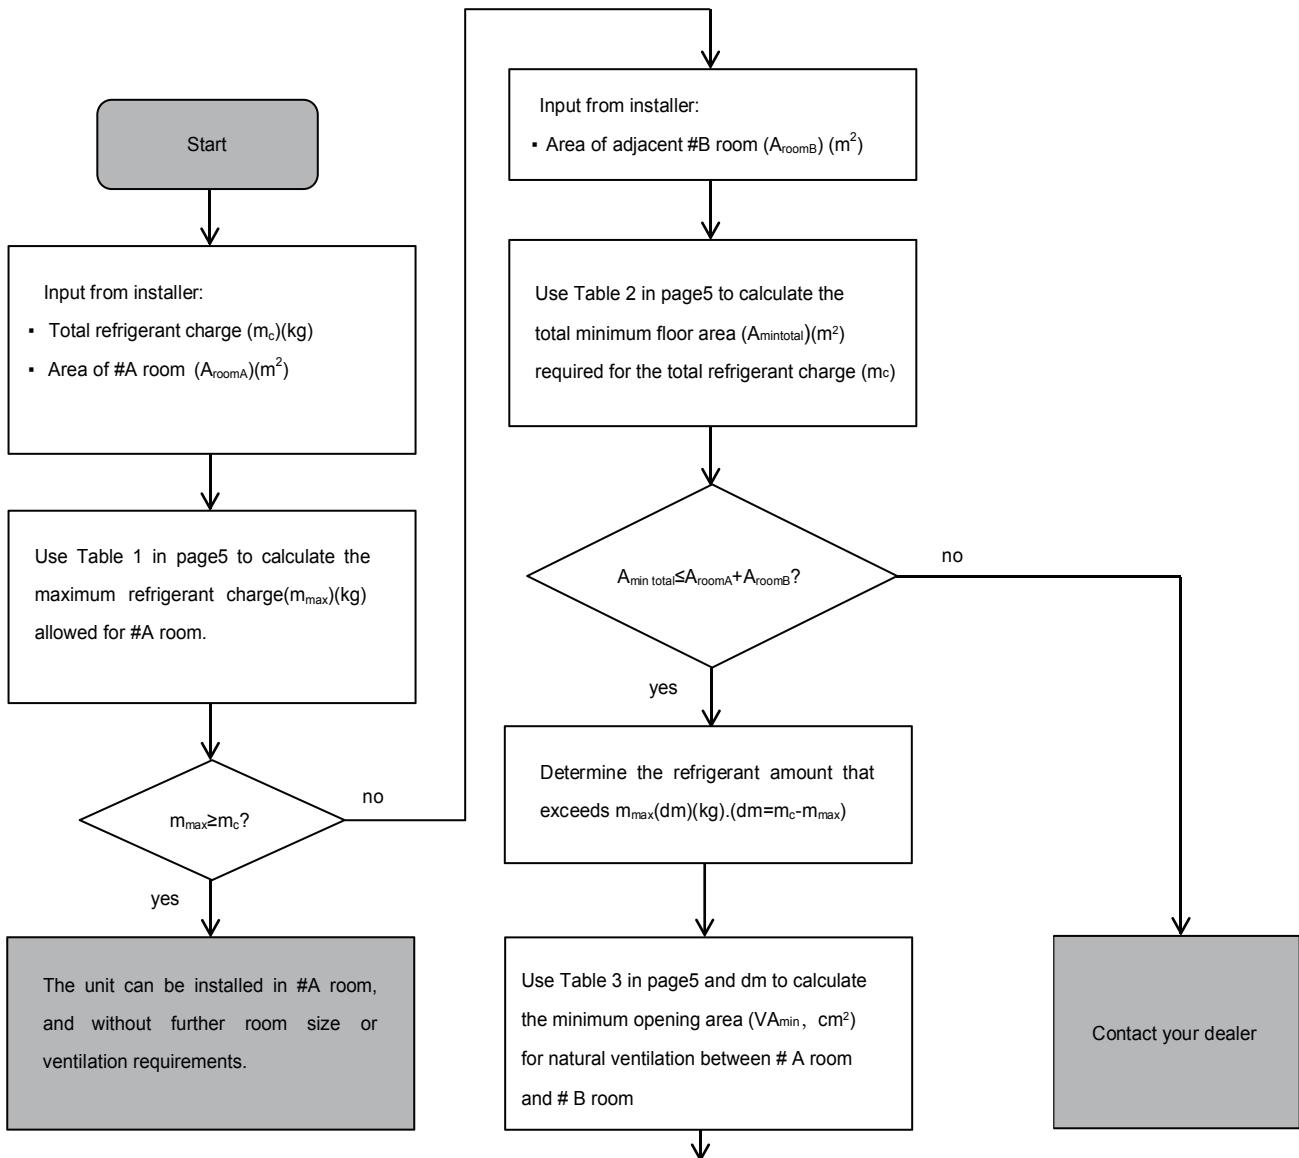 Start
Input from installer:
▪ Total refrigerant charge (mc)(kg)
▪ Area of #A room (AroomA)(m²)
Use Table 1 in page5 to calculate the
maximum refrigerant charge(mmax)(kg)
allowed for #A room.
mmax≥mc?
no
yes
The unit can be installed in #A room,
and without further room size or
ventilation requirements.
Input from installer:
▪ Area of adjacent #B room (AroomB) (m²)
Use Table 2 in page5 to calculate the
total minimum floor area (Amintotal)(m²)
required for the total refrigerant charge (mc)
Amin total≤AroomA+AroomB?
no
yes
Determine the refrigerant amount that
exceeds mmax(dm)(kg).(dm=mc-mmax)
Use Table 3 in page5 and dm to calculate
the minimum opening area (VAmin, cm²)
for natural ventilation between # A room
and # B room
Contact your dealer